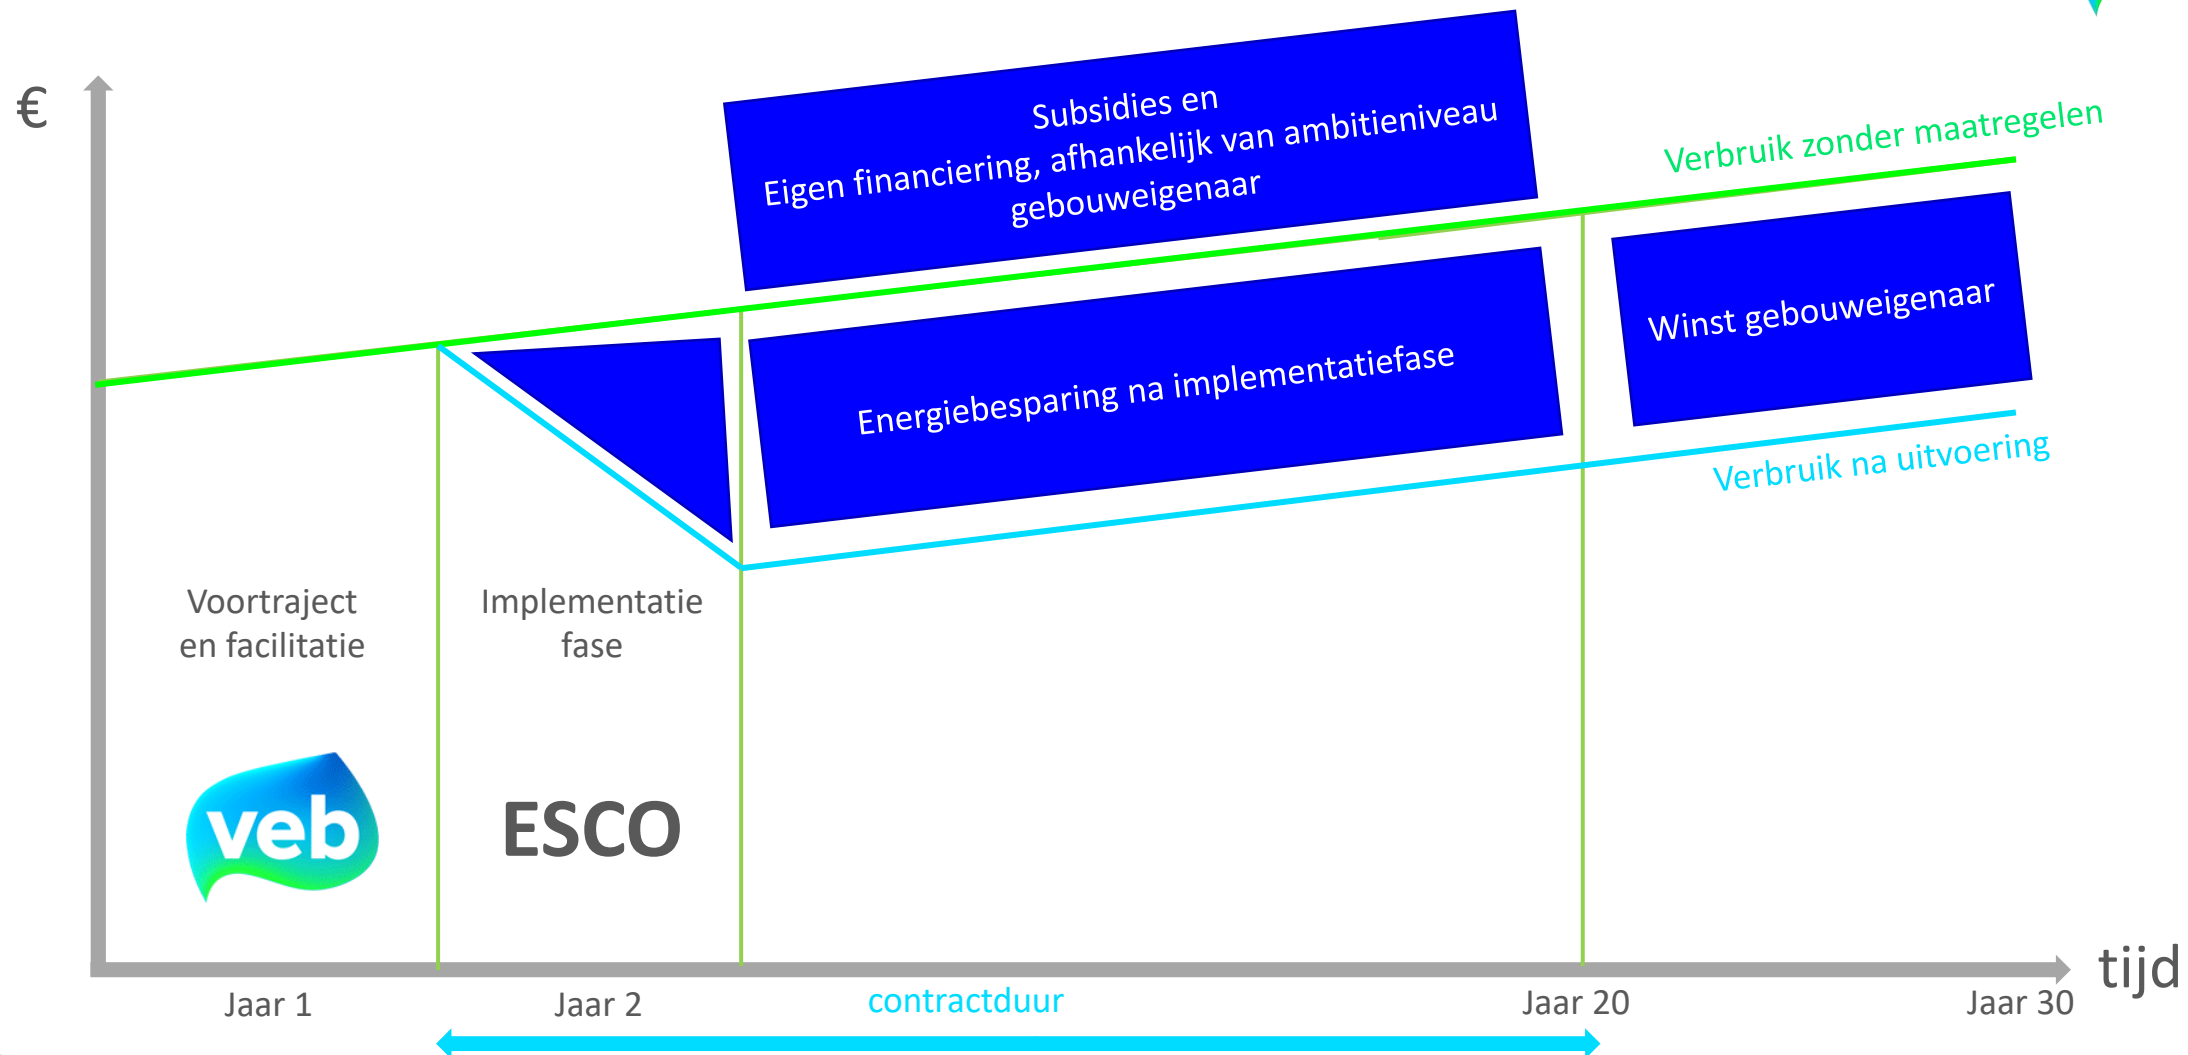 €
Subsidies en
Eigen financiering, afhankelijk van ambitieniveau
gebouweigenaar
Verbruik zonder maatregelen
Winst gebouweigenaar
Energiebesparing na implementatiefase
Verbruik na uitvoering
Voortraject
en facilitatie
Implementatie
fase
veb
ESCO
tijd
Jaar 1
Jaar 2
contractduur
Jaar 20
Jaar 30